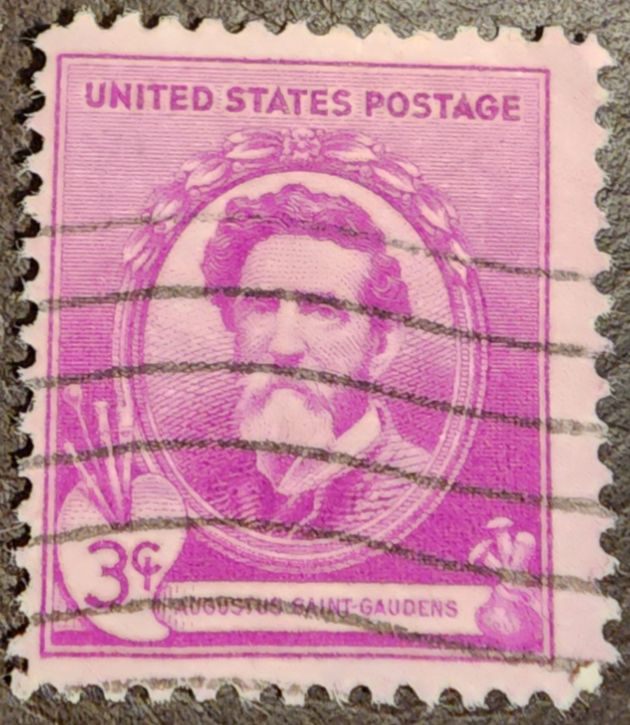 UNITED STATES POSTAGE
3¢
AUGUSTUS SAINT-GAUDENS